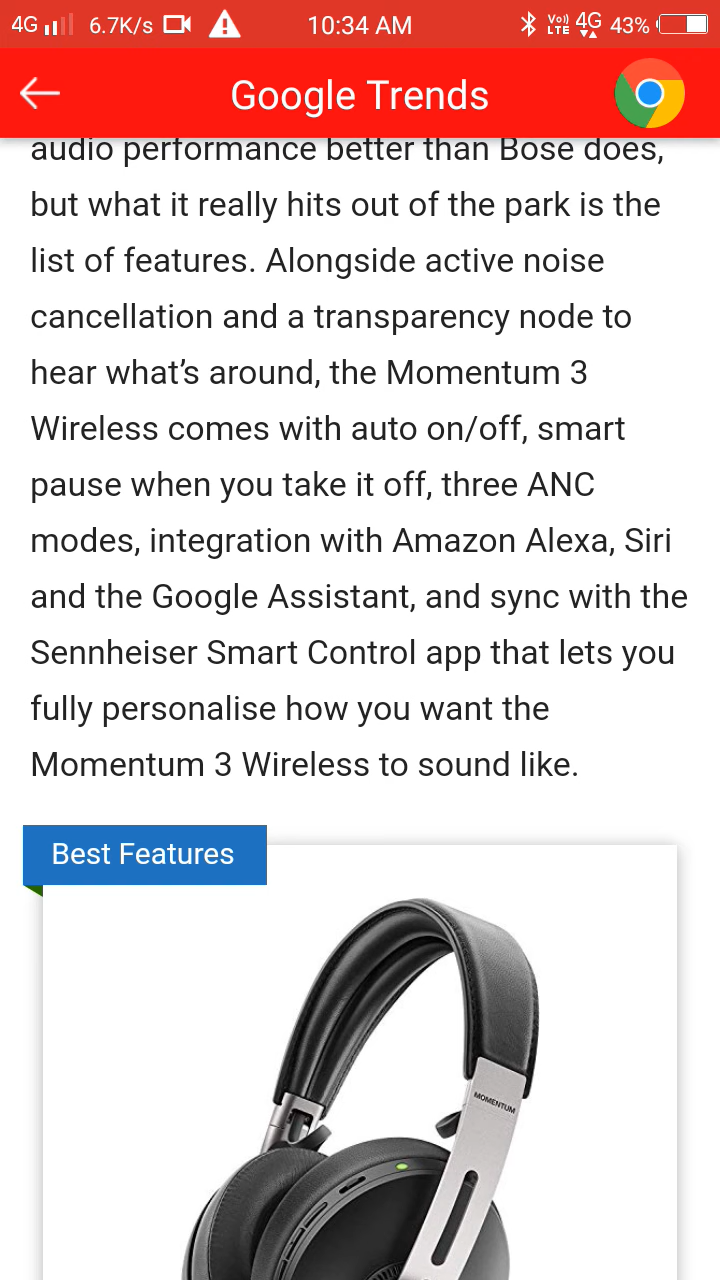 4G 6.7K/s 10:34 AM Vo)) LTE 4G 43%
Google Trends
audio performance better than Bose does,
but what it really hits out of the park is the
list of features. Alongside active noise
cancellation and a transparency node to
hear what's around, the Momentum 3
Wireless comes with auto on/off, smart
pause when you take it off, three ANC
modes, integration with Amazon Alexa, Siri
and the Google Assistant, and sync with the
Sennheiser Smart Control app that lets you
fully personalise how you want the
Momentum 3 Wireless to sound like.
Best Features
MOMENTUM